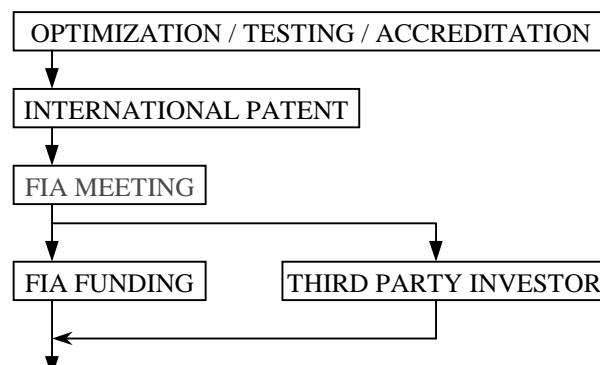 OPTIMIZATION / TESTING / ACCREDITATION
INTERNATIONAL PATENT
FIA MEETING
FIA FUNDING
THIRD PARTY INVESTOR